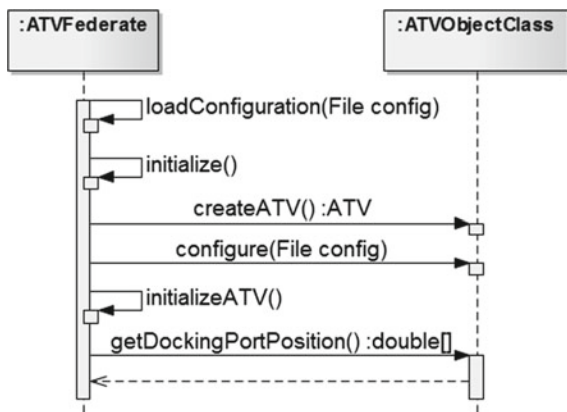 :ATVFederate
:ATVObjectClass
loadConfiguration(File config)
initialize()
createATV() :ATV
configure(File config)
initializeATV()
getDockingPortPosition() :double[]